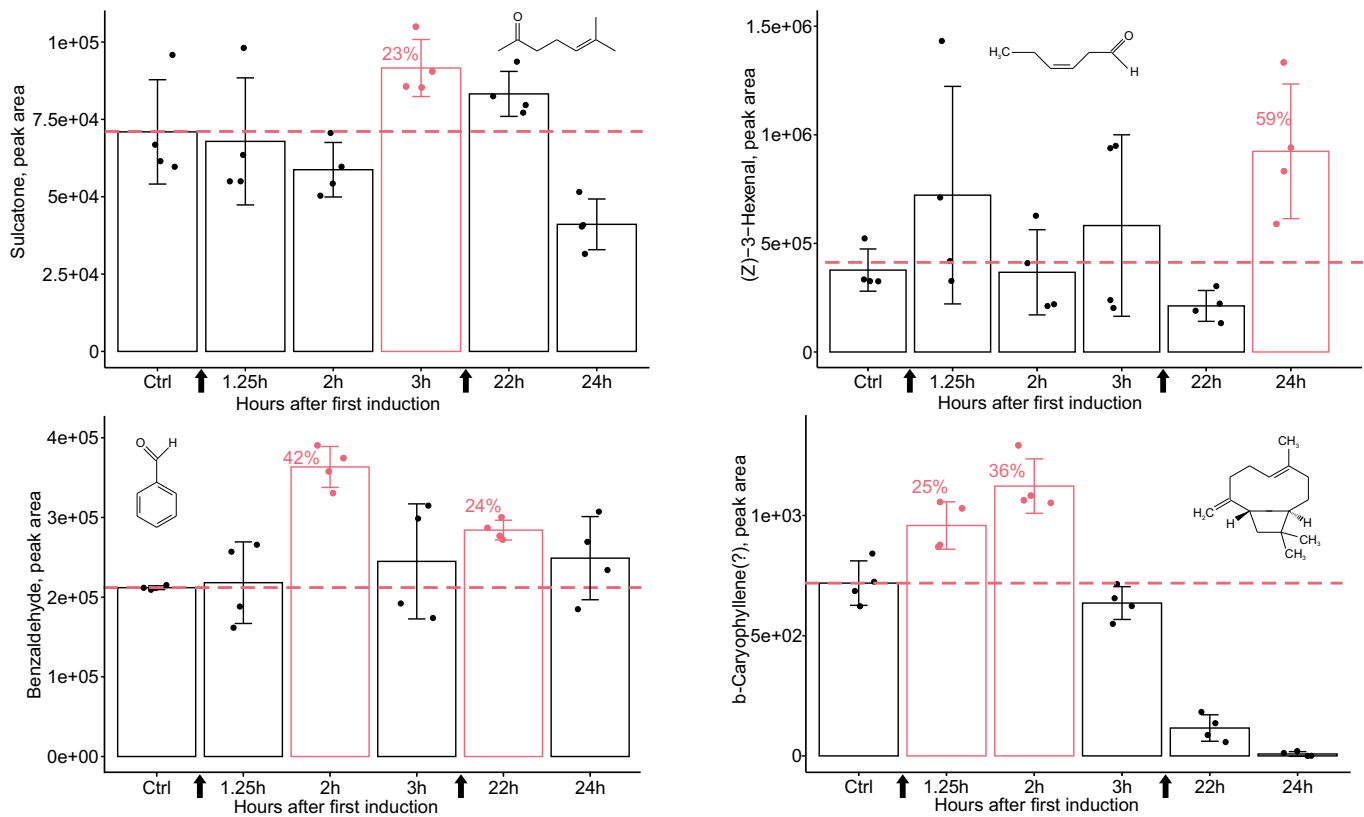 Sulcatone, peak area
1e+05
7.5e+04
5e+04
2.5e+04
0
23%
O
Ctrl
1.25h
2h
3h
22h
24h
Hours after first induction
(Z)−3−Hexenal, peak area
1.5e+06
1e+06
5e+05
0
H₃C
O
H
59%
Ctrl
1.25h
2h
3h
22h
24h
Hours after first induction
Benzaldehyde, peak area
4e+05
3e+05
2e+05
1e+05
0e+00
O
H
42%
24%
Ctrl
1.25h
2h
3h
22h
24h
Hours after first induction
b-Caryophyllene(?), peak area
1e+03
5e+02
0
25%
36%
CH₃
H₂C
H
H
CH₃
CH₃
Ctrl
1.25h
2h
3h
22h
24h
Hours after first induction